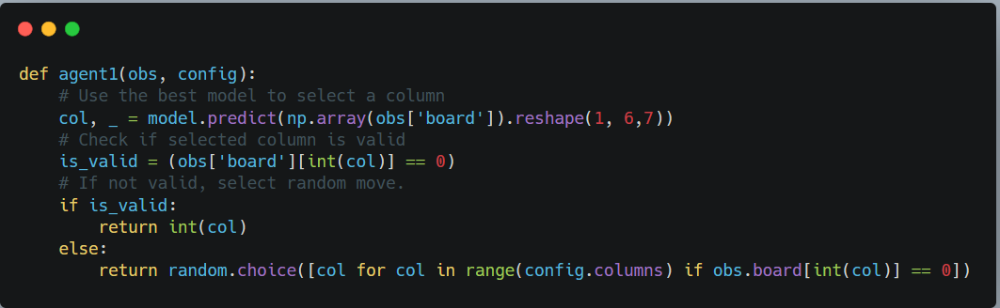 def agent1(obs, config):
    # Use the best model to select a column
    col, _ = model.predict(np.array(obs['board']).reshape(1, 6,7))
    # Check if selected column is valid
    is_valid = (obs['board'][int(col)] == 0)
    # If not valid, select random move.
    if is_valid:
        return int(col)
    else:
        return random.choice([col for col in range(config.columns) if obs.board[int(col)] == 0])